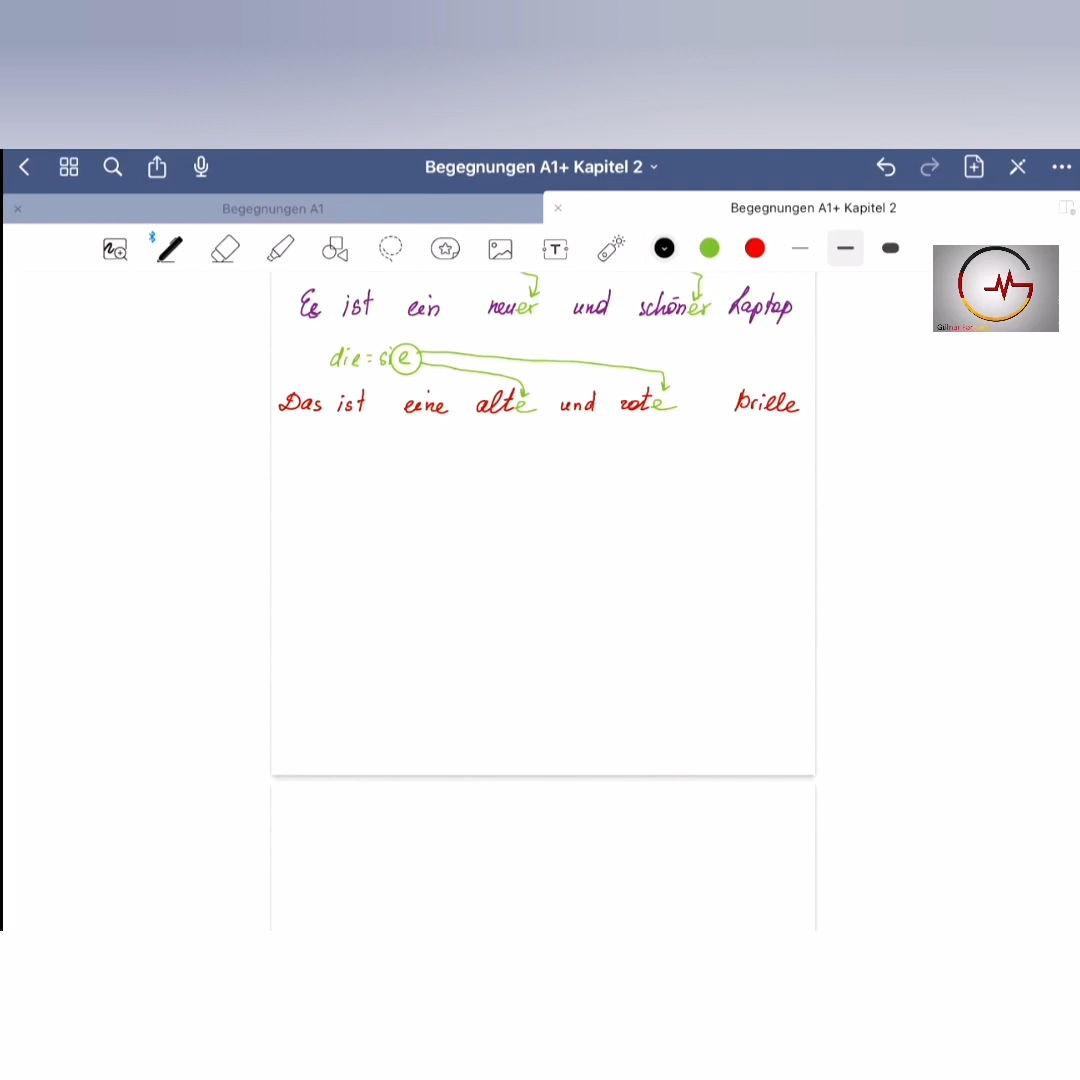 Begegnungen A1+ Kapitel 2
Begegnungen A1
Begegnungen A1+ Kapitel 2
T
Es ist ein neuer und schöner Laptop
die = sie
Das ist eine alte und rote Brille